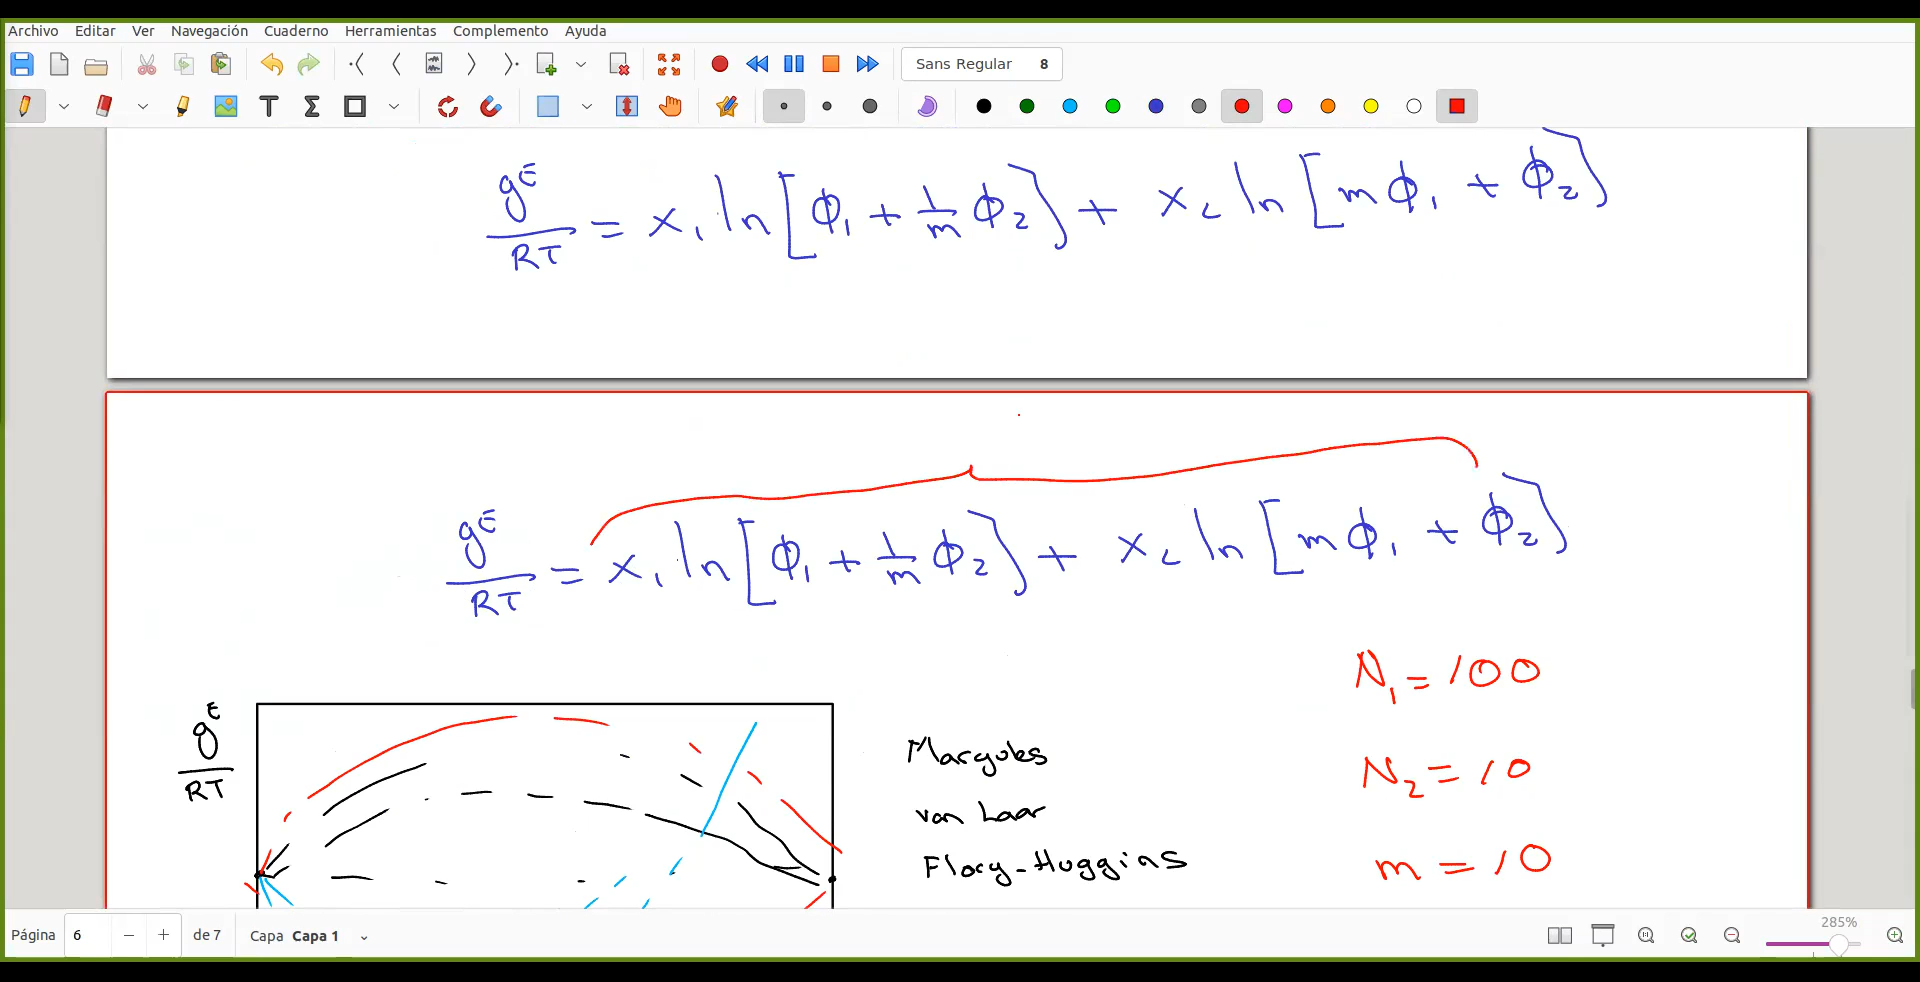 Archivo Editar Ver Navegación Cuaderno Herramientas Complemento Ayuda
Sans Regular 8
g^E/RT = x₁ ln[ϕ₁ + 1/m ϕ₂] + x₂ ln[mϕ₁ + ϕ₂]
g^E/RT = x₁ ln[ϕ₁ + 1/m ϕ₂] + x₂ ln[mϕ₁ + ϕ₂]
N₁ = 100
N₂ = 10
m = 10
g^E/RT
Margules
van Laar
Flory-Huggins
Página 6 de 7 Capa Capa 1
285%